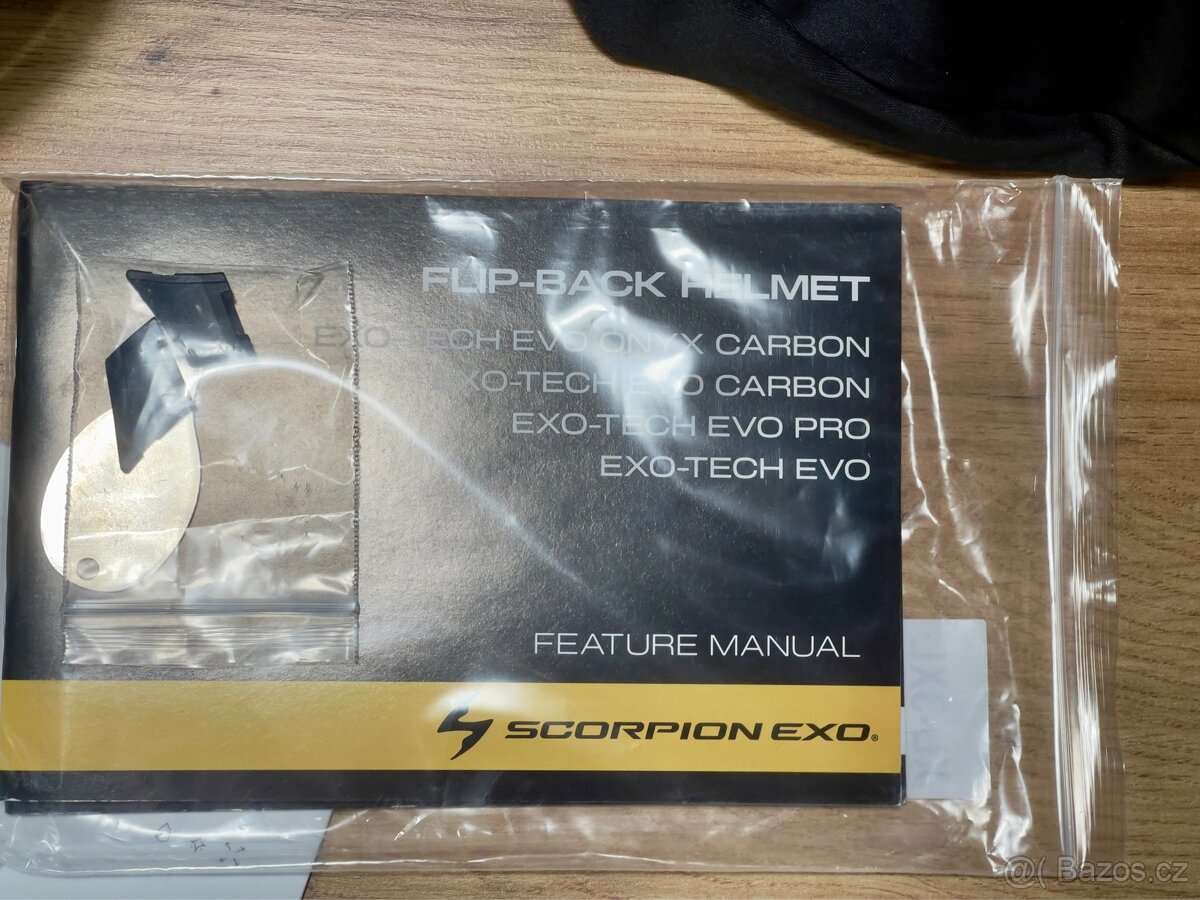 FLIP-BACK HELMET
EXO-TECH EVO ONYX CARBON
EXO-TECH EVO CARBON
EXO-TECH EVO PRO
EXO-TECH EVO
FEATURE MANUAL
SCORPION EXO®
@( Bazos.cz